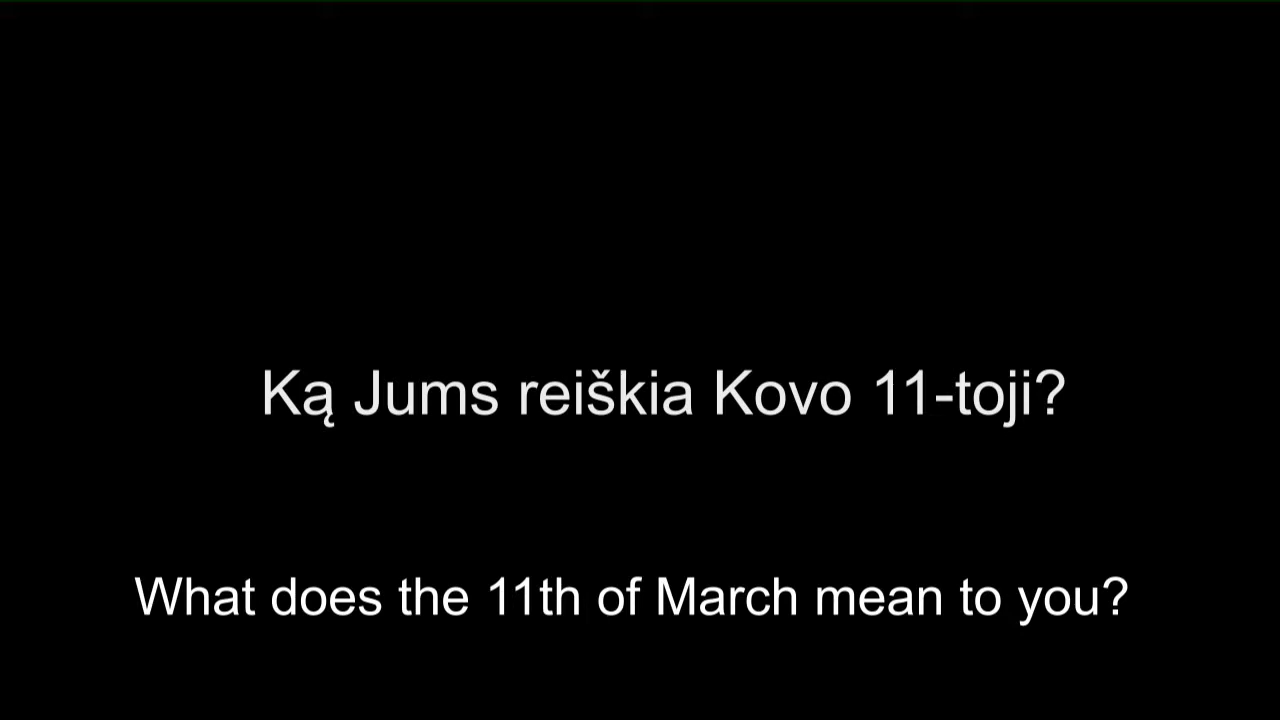 Ką Jums reiškia Kovo 11-toji?
What does the 11th of March mean to you?